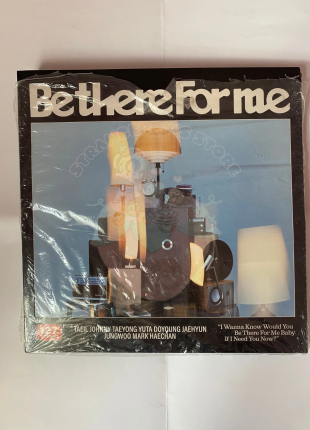 Be there For me
127
TAEIL JOHNNY TAEYONG YUTA DOYOUNG JAEHYUN
JUNGWOO MARK HAECHAN
"I Wanna Know Would You
Be There For Me Baby
If I Need You Now?"